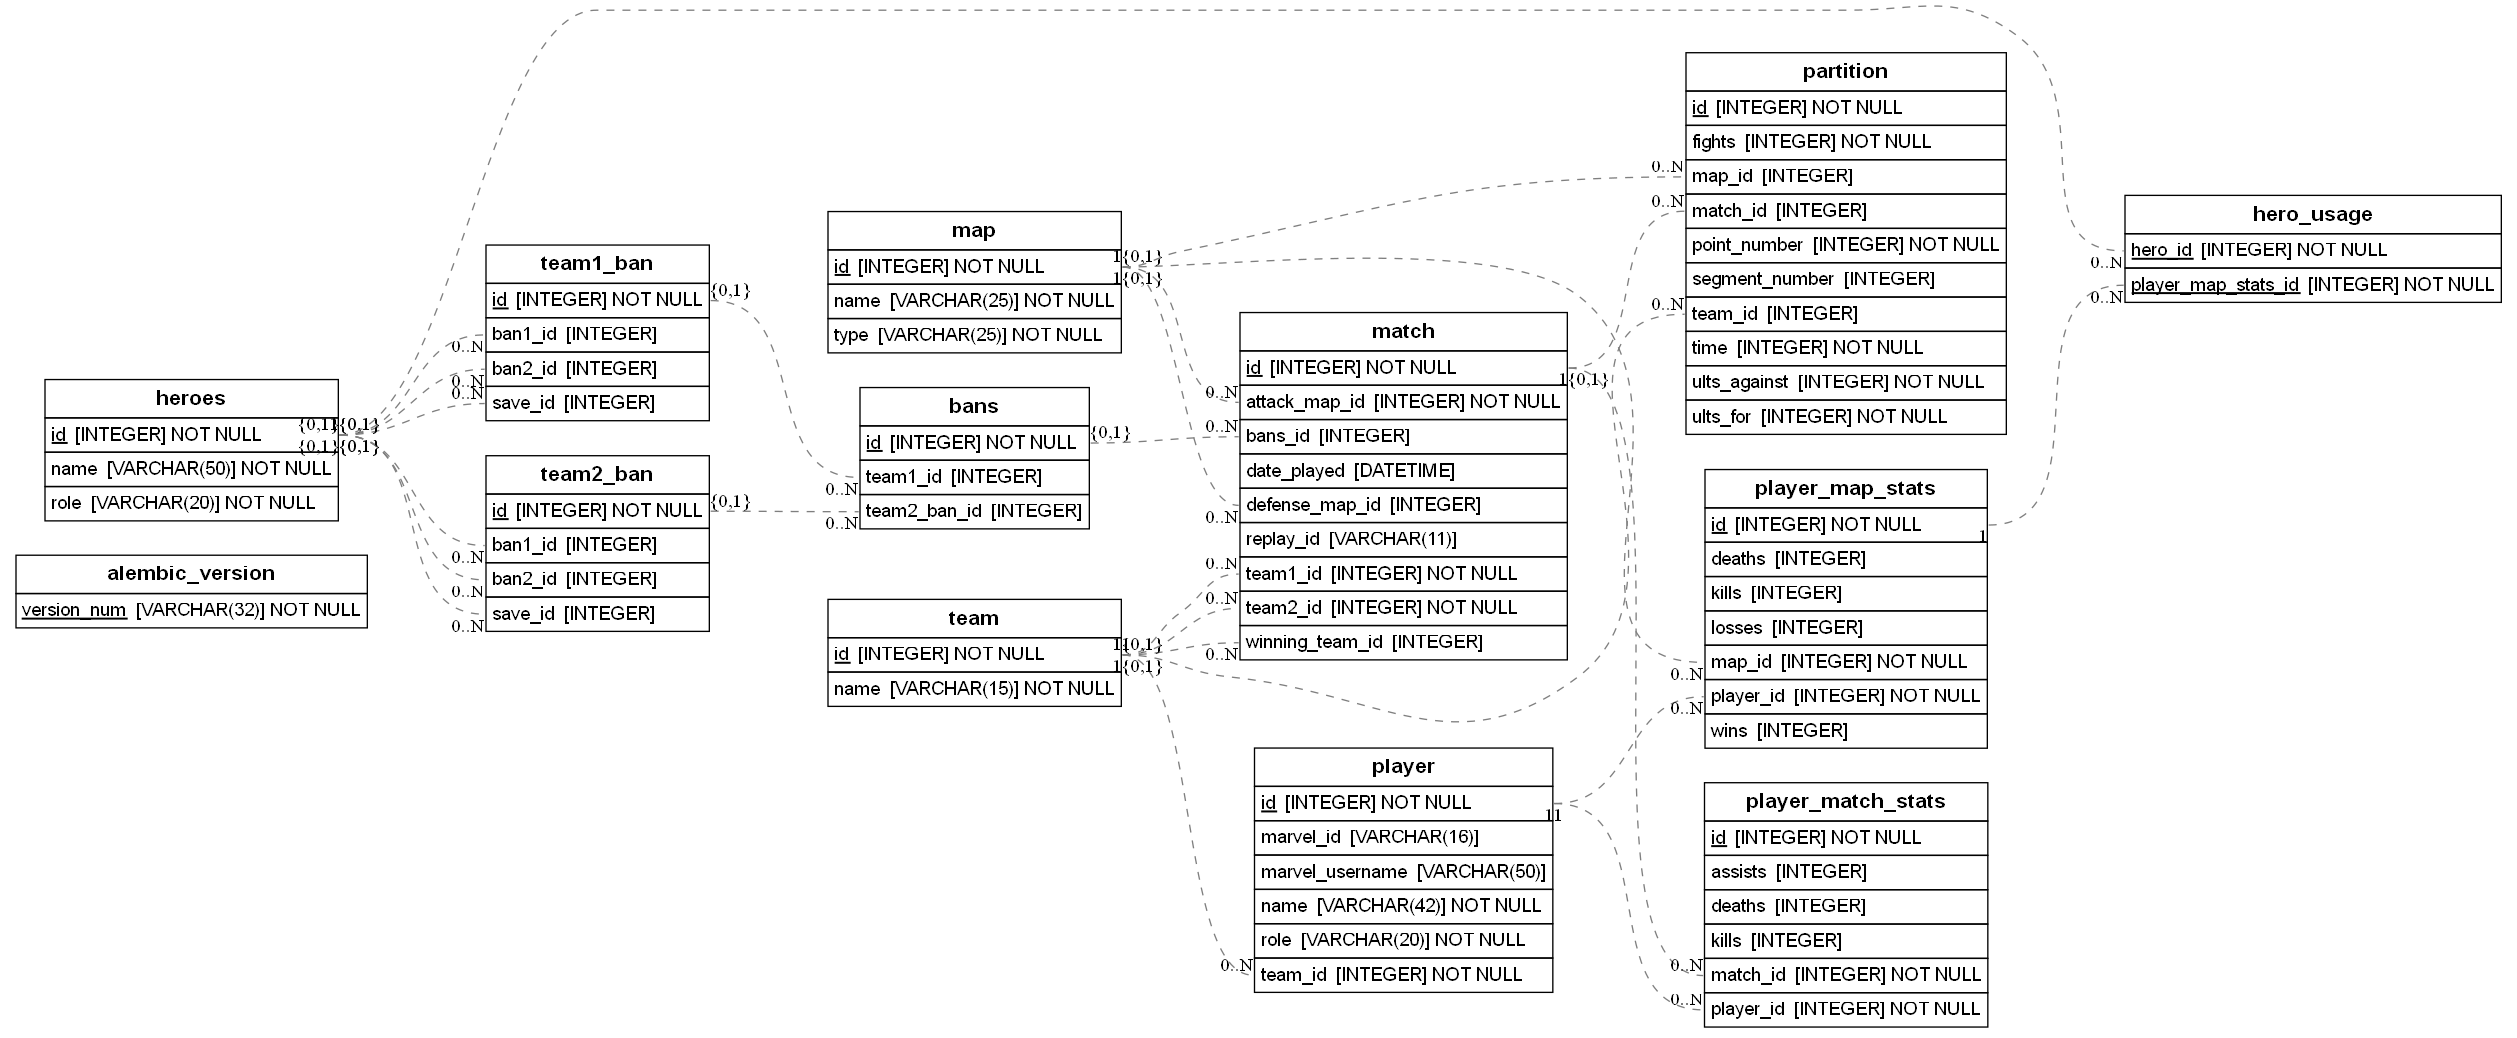 heroes
id [INTEGER] NOT NULL
name [VARCHAR(50)] NOT NULL
role [VARCHAR(20)] NOT NULL
{0,1}{0,1}
{0,1}{0,1}
alembic_version
version_num [VARCHAR(32)] NOT NULL
team1_ban
id [INTEGER] NOT NULL
ban1_id [INTEGER]
ban2_id [INTEGER]
save_id [INTEGER]
{0,1}
0..N
0..N
0..N
team2_ban
id [INTEGER] NOT NULL
ban1_id [INTEGER]
ban2_id [INTEGER]
save_id [INTEGER]
{0,1}
0..N
0..N
0..N
map
id [INTEGER] NOT NULL
name [VARCHAR(25)] NOT NULL
type [VARCHAR(25)] NOT NULL
1{0,1}
1{0,1}
bans
id [INTEGER] NOT NULL
team1_id [INTEGER]
team2_ban_id [INTEGER]
{0,1}
0..N
0..N
team
id [INTEGER] NOT NULL
name [VARCHAR(15)] NOT NULL
1{0,1}
1{0,1}
match
id [INTEGER] NOT NULL
attack_map_id [INTEGER] NOT NULL
bans_id [INTEGER]
date_played [DATETIME]
defense_map_id [INTEGER]
replay_id [VARCHAR(11)]
team1_id [INTEGER] NOT NULL
team2_id [INTEGER] NOT NULL
winning_team_id [INTEGER]
1{0,1}
0..N
0..N
0..N
0..N
0..N
0..N
player
id [INTEGER] NOT NULL
marvel_id [VARCHAR(16)]
marvel_username [VARCHAR(50)]
name [VARCHAR(42)] NOT NULL
role [VARCHAR(20)] NOT NULL
team_id [INTEGER] NOT NULL
11
0..N
partition
id [INTEGER] NOT NULL
fights [INTEGER] NOT NULL
map_id [INTEGER]
match_id [INTEGER]
point_number [INTEGER] NOT NULL
segment_number [INTEGER]
team_id [INTEGER]
time [INTEGER] NOT NULL
ults_against [INTEGER] NOT NULL
ults_for [INTEGER] NOT NULL
0..N
0..N
0..N
player_map_stats
id [INTEGER] NOT NULL
deaths [INTEGER]
kills [INTEGER]
losses [INTEGER]
map_id [INTEGER] NOT NULL
player_id [INTEGER] NOT NULL
wins [INTEGER]
1
0..N
0..N
player_match_stats
id [INTEGER] NOT NULL
assists [INTEGER]
deaths [INTEGER]
kills [INTEGER]
match_id [INTEGER] NOT NULL
player_id [INTEGER] NOT NULL
0..N
0..N
hero_usage
hero_id [INTEGER] NOT NULL
player_map_stats_id [INTEGER] NOT NULL
0..N
0..N